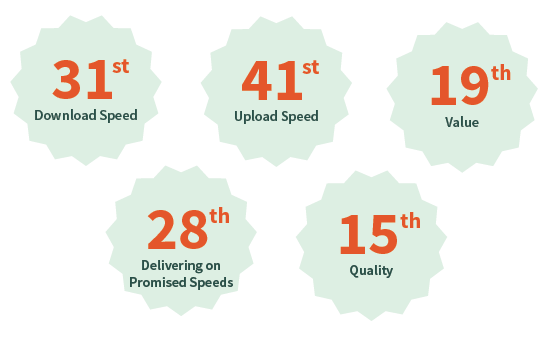 31st
Download Speed
41st
Upload Speed
19th
Value
28th
Delivering on
Promised Speeds
15th
Quality